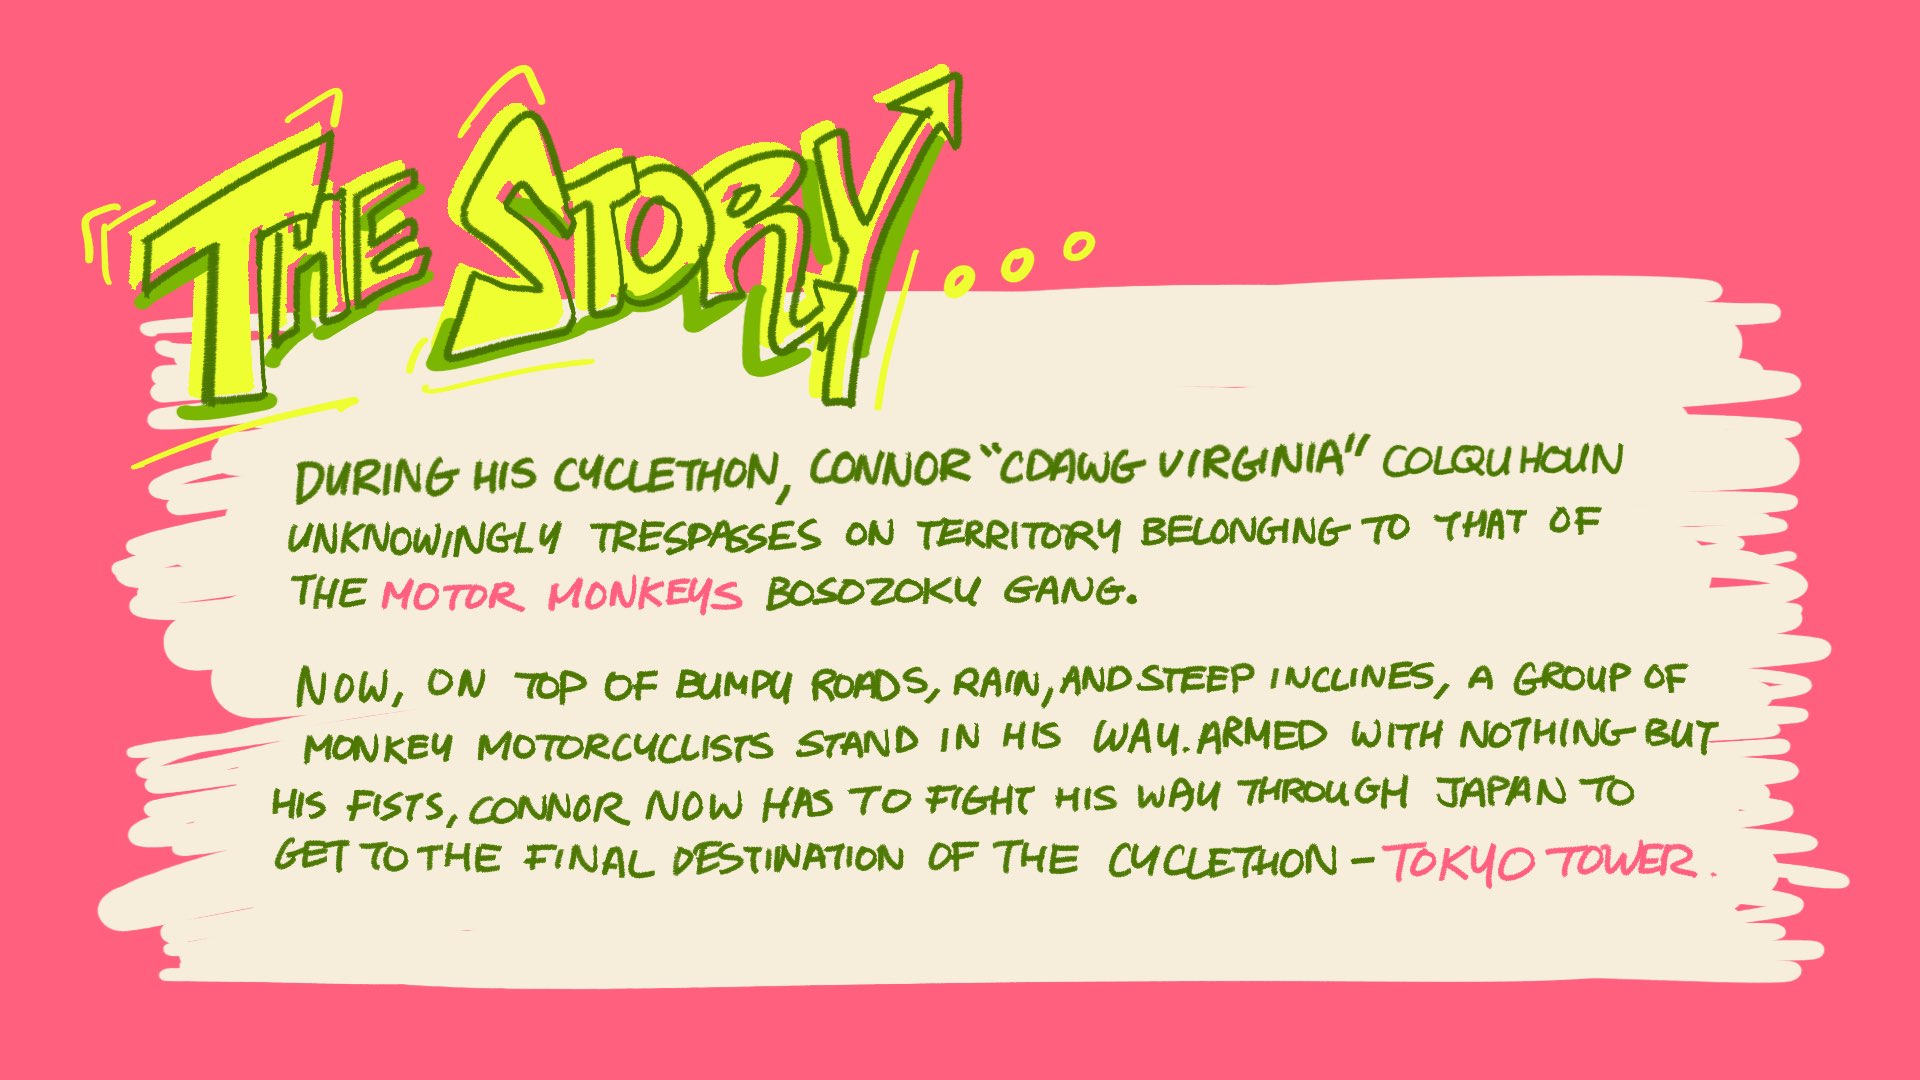 THE STORY...
DURING HIS CYCLETHON, CONNOR "CDAWG VIRGINIA" COLQUHOUN
UNKNOWINGLY TRESPASSES ON TERRITORY BELONGING TO THAT OF
THE MOTOR MONKEYS BOSOZOKU GANG.
NOW, ON TOP OF BUMPY ROADS, RAIN, AND STEEP INCLINES, A GROUP OF
MONKEY MOTORCYCLISTS STAND IN HIS WAY. ARMED WITH NOTHING BUT
HIS FISTS, CONNOR NOW HAS TO FIGHT HIS WAY THROUGH JAPAN TO
GET TO THE FINAL DESTINATION OF THE CYCLETHON - TOKYO TOWER.